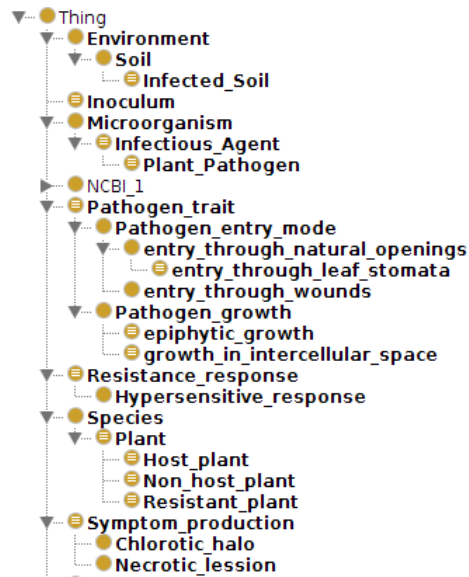 Thing
Environment
Soil
Infected_Soil
Inoculum
Microorganism
Infectious_Agent
Plant_Pathogen
NCBI_1
Pathogen_trait
Pathogen_entry_mode
entry_through_natural_openings
entry_through_leaf_stomata
entry_through_wounds
Pathogen_growth
epiphytic_growth
growth_in_intercellular_space
Resistance_response
Hypersensitive_response
Species
Plant
Host_plant
Non_host_plant
Resistant_plant
Symptom_production
Chlorotic_halo
Necrotic_lession